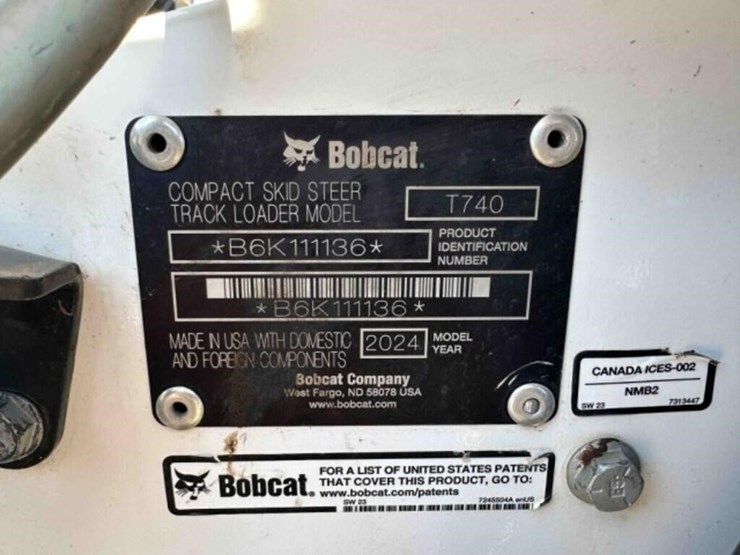 Bobcat.
COMPACT SKID STEER
TRACK LOADER MODEL
T740
*B6K111136*
PRODUCT
IDENTIFICATION
NUMBER
*B6K111136*
MADE IN USA WITH DOMESTIC
AND FOREIGN COMPONENTS
2024
MODEL
YEAR
Bobcat Company
West Fargo, ND 58078 USA
www.bobcat.com
CANADA ICES-002
NMB2
SW 23 7313447
Bobcat.
FOR A LIST OF UNITED STATES PATENTS
THAT COVER THIS PRODUCT, GO TO:
www.bobcat.com/patents
SW 23 7245504A enUS